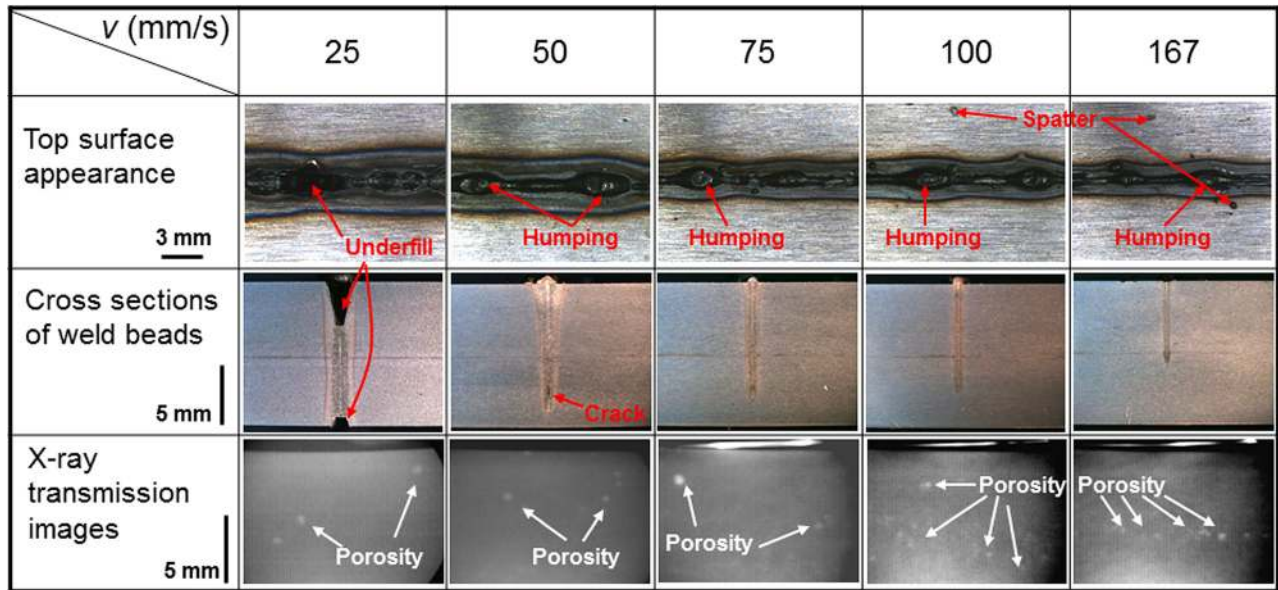 v (mm/s)
25
50
75
100
167
Top surface
appearance
3 mm
Underfill
Humping
Humping
Spatter
Humping
Humping
Cross sections
of weld beads
5 mm
Crack
X-ray
transmission
images
5 mm
Porosity
Porosity
Porosity
Porosity
Porosity